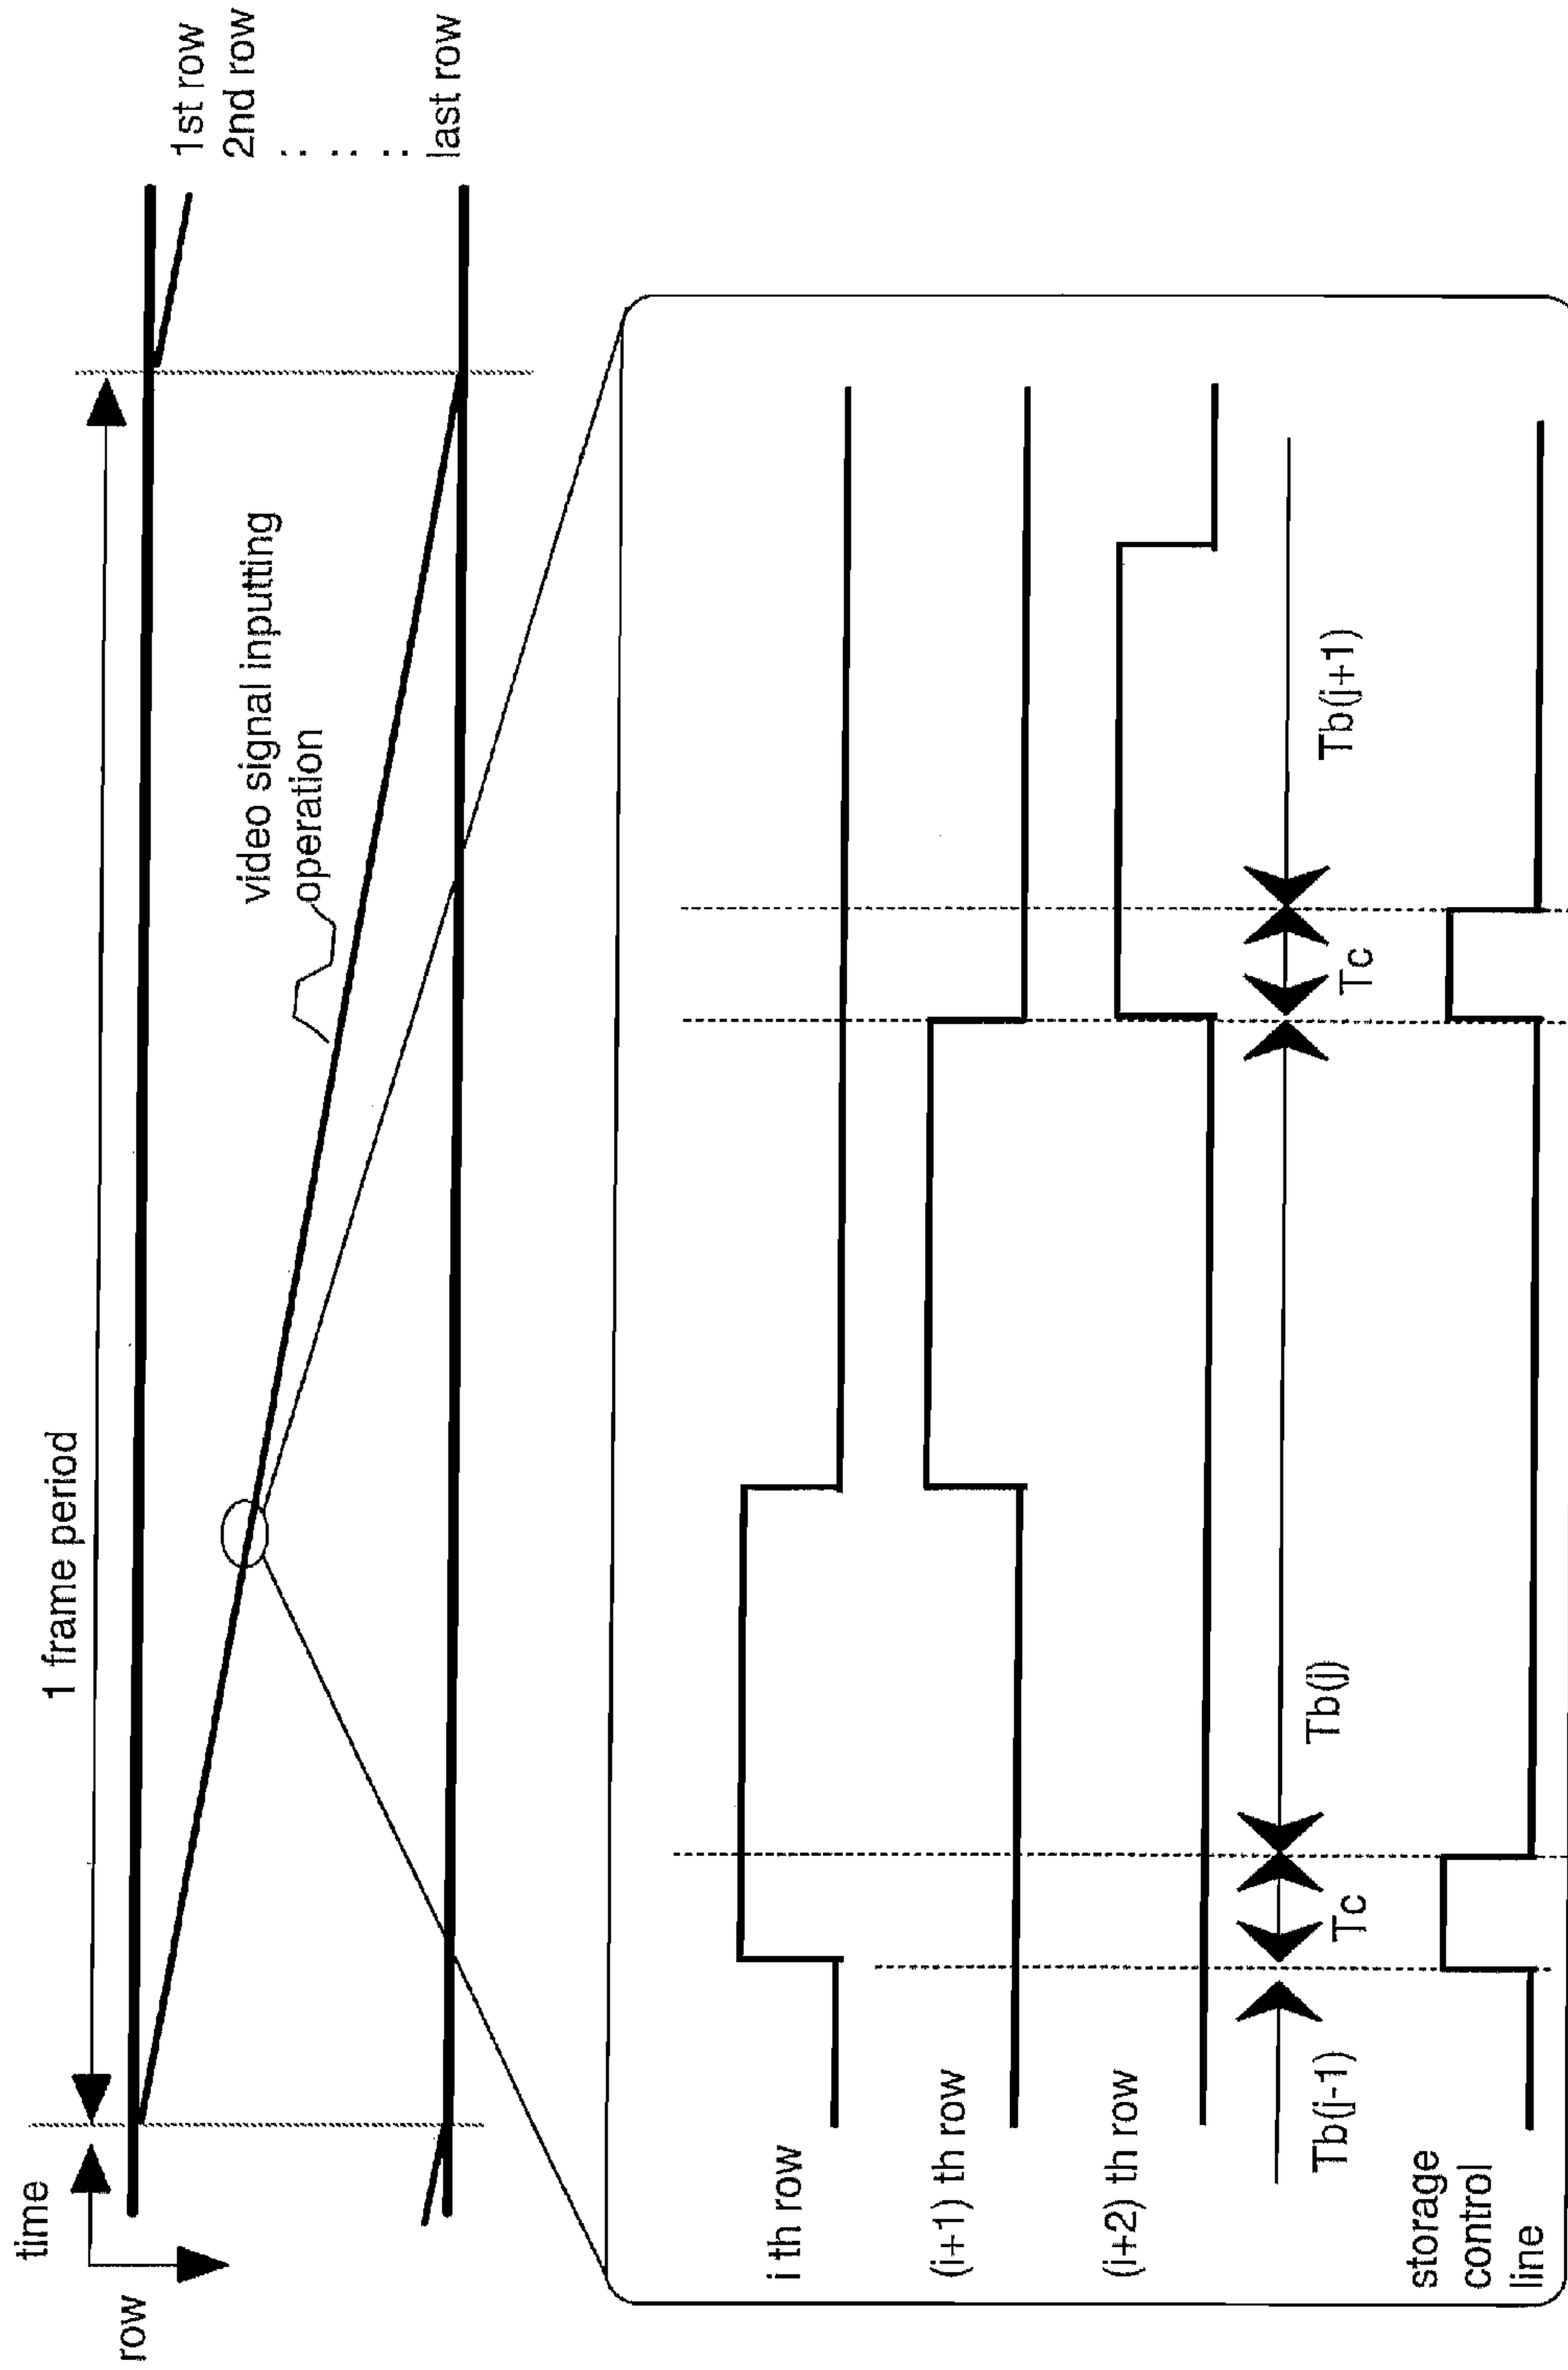 time
row
1 frame period
1st row
2nd row
last row
video signal inputting
operation
i th row
(i+1) th row
(i+2) th row
Tb(j-1)
Tc
Tb(j)
Tc
Tb(j+1)
storage
control
line